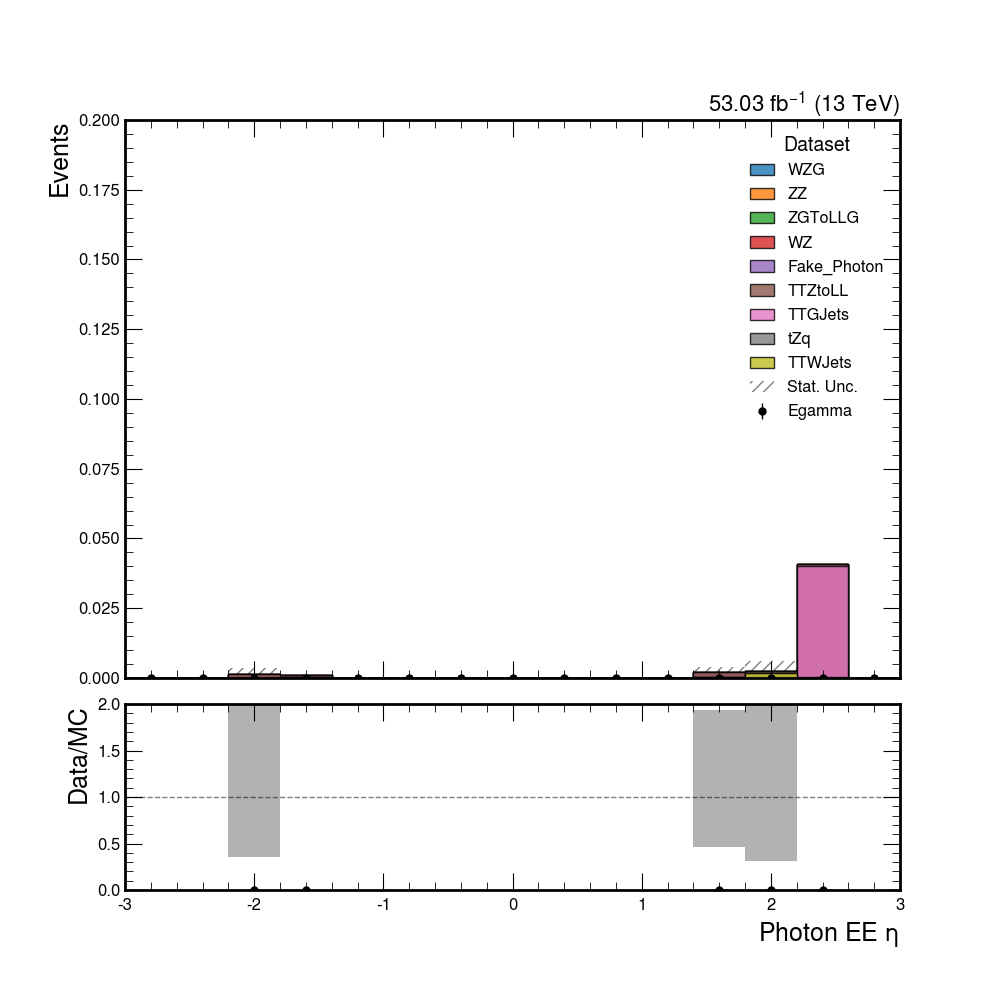 53.03 fb⁻¹ (13 TeV)
Events
0.200
0.175
0.150
0.125
0.100
0.075
0.050
0.025
0.000
Dataset
WZG
ZZ
ZGToLLG
WZ
Fake_Photon
TTZtoLL
TTGJets
tZq
TTWJets
Stat. Unc.
Egamma
Data/MC
2.0
1.5
1.0
0.5
0.0
-3 -2 -1 0 1 2 3
Photon EE η